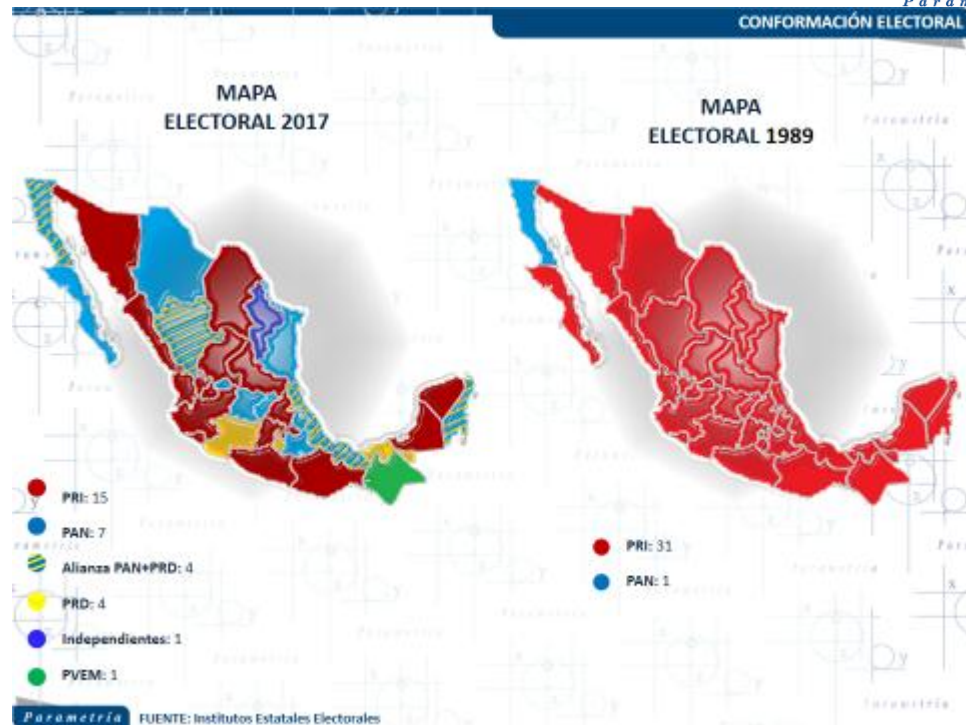 CONFORMACIÓN ELECTORAL
MAPA
ELECTORAL 2017
MAPA
ELECTORAL 1989
PRI: 15
PAN: 7
Alianza PAN+PRD: 4
PRD: 4
Independientes: 1
PVEM: 1
PRI: 31
PAN: 1
Parametría
FUENTE: Institutos Estatales Electorales